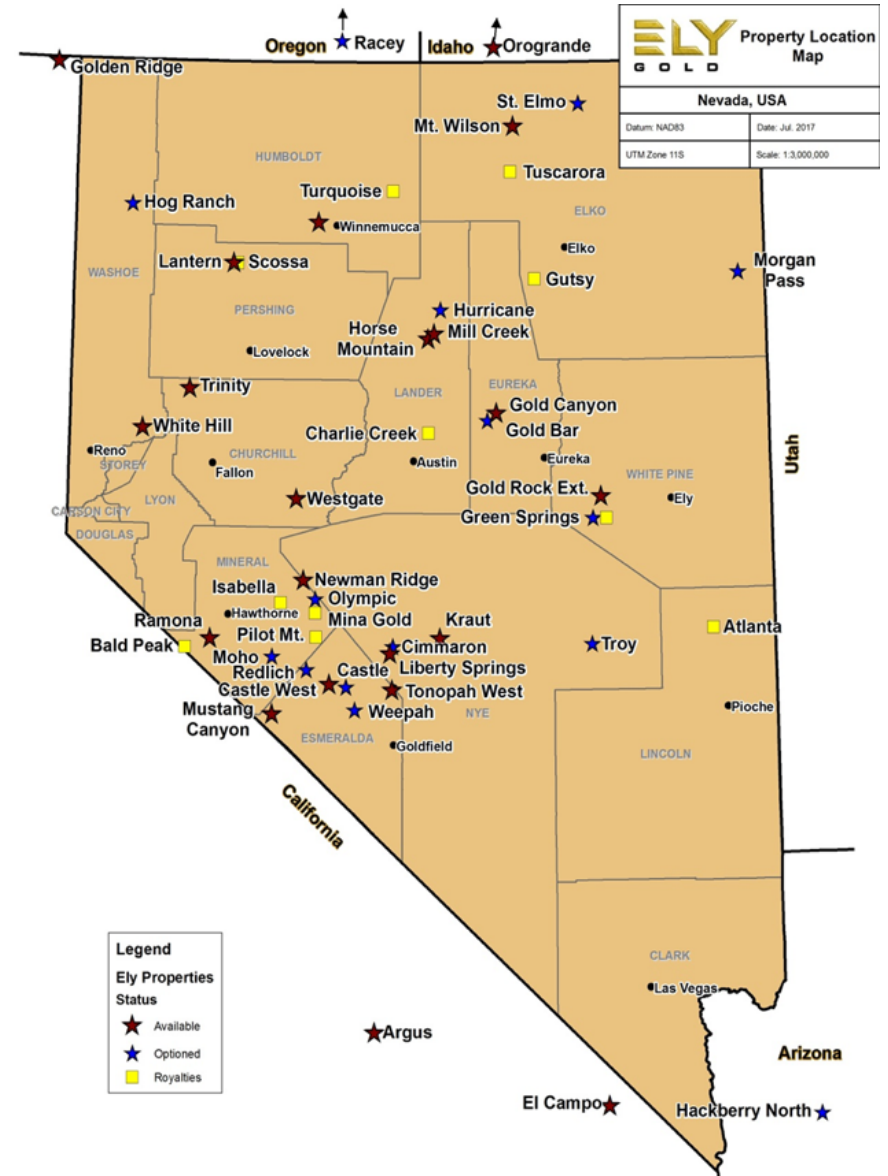 Oregon
Racey
Idaho
Orogrande
ELY
GOLD
Property Location
Map
Nevada, USA
Datum: NAD83
Date: Jul. 2017
UTM Zone 11S
Scale: 1:3,000,000
Golden Ridge
St. Elmo
Mt. Wilson
HUMBOLDT
Tuscarora
Turquoise
Hog Ranch
ELKO
Winnemucca
Elko
Lantern
Scossa
WASHOE
Morgan
Pass
Gutsy
PERSHING
Hurricane
Horse
Mountain
Mill Creek
Lovelock
Trinity
LANDER
EUREKA
Gold Canyon
Gold Bar
White Hill
Charlie Creek
Utah
Reno
STOREY
CHURCHILL
Fallon
Austin
Eureka
WHITE PINE
Gold Rock Ext.
Ely
LYON
Westgate
CARSON CITY
Green Springs
DOUGLAS
MINERAL
Newman Ridge
Isabella
Olympic
Hawthorne
Mina Gold
Ramona
Kraut
Atlanta
Pilot Mt.
Bald Peak
Cimmaron
Troy
Moho
Liberty Springs
Redlich
Castle
Castle West
Tonopah West
Mustang
Canyon
Weepah
NYE
Pioche
ESMERALDA
Goldfield
LINCOLN
California
Legend
Ely Properties
Status
Available
Optioned
Royalties
CLARK
Las Vegas
Argus
Arizona
El Campo
Hackberry North